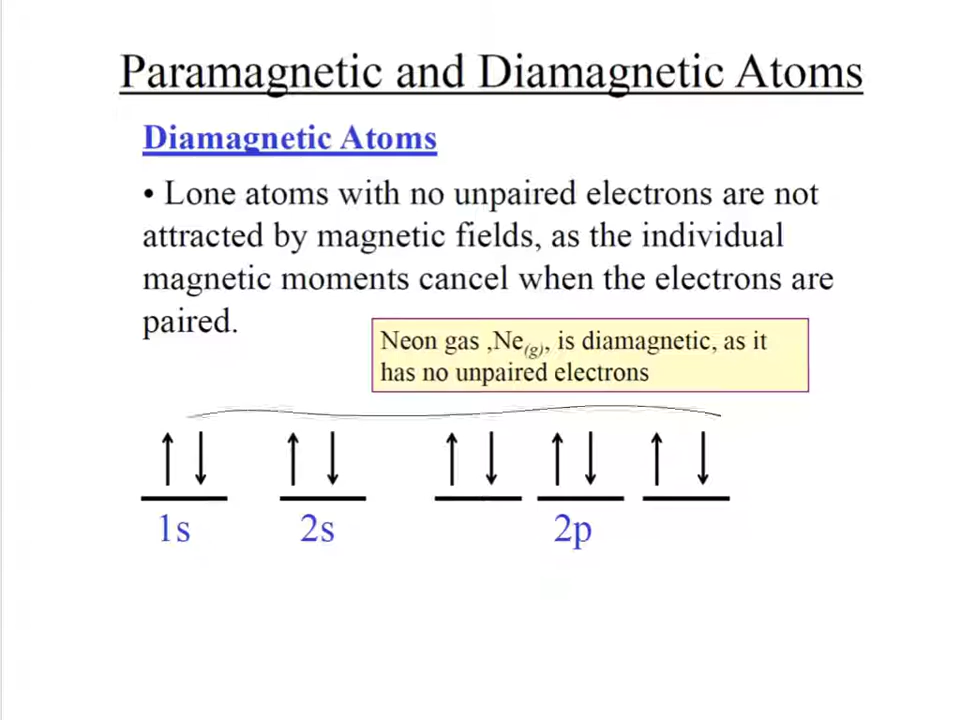 Paramagnetic and Diamagnetic Atoms
Diamagnetic Atoms
• Lone atoms with no unpaired electrons are not
attracted by magnetic fields, as the individual
magnetic moments cancel when the electrons are
paired.
Neon gas ,Ne(g), is diamagnetic, as it
has no unpaired electrons
1s 2s 2p